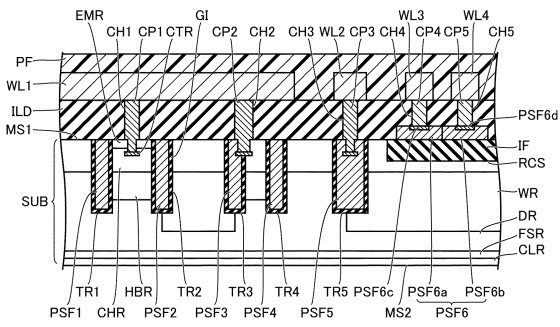 EMR CH1 CP1 CTR GI CP2 CH2 WL2 CH3 CP3 CH4 WL3 CP4 CP5 WL4 CH5
PF
WL1
ILD
MS1
PSF6d
IF
RCS
SUB
WR
DR
FSR
CLR
TR1 HBR TR2 TR3 TR4 TR5 PSF6c MS2 PSF6a PSF6b
PSF1 CHR PSF2 PSF3 PSF4 PSF5 PSF6